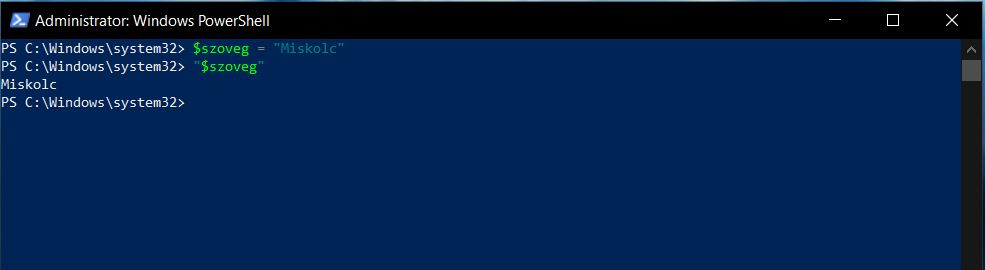 Administrator: Windows PowerShell
PS C:\Windows\system32> $szoveg = "Miskolc"
PS C:\Windows\system32> "$szoveg"
Miskolc
PS C:\Windows\system32>